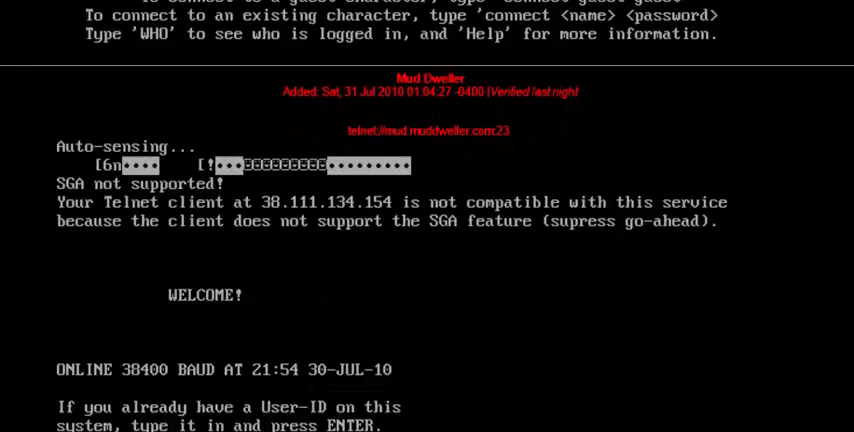 To connect to an existing character, type 'connect <name> <password>
Type 'WHO' to see who is logged in, and 'Help' for more information.
Mud Dweller
Added: Sat, 31 Jul 2010 01:04:27 -0400 [Verified last night]
telnet://mud.muddweller.com:23
Auto-sensing...
[6n [!
SGA not supported!
Your Telnet client at 38.111.134.154 is not compatible with this service
because the client does not support the SGA feature (supress go-ahead).
WELCOME!
ONLINE 38400 BAUD AT 21:54 30-JUL-10
If you already have a User-ID on this
system, type it in and press ENTER.